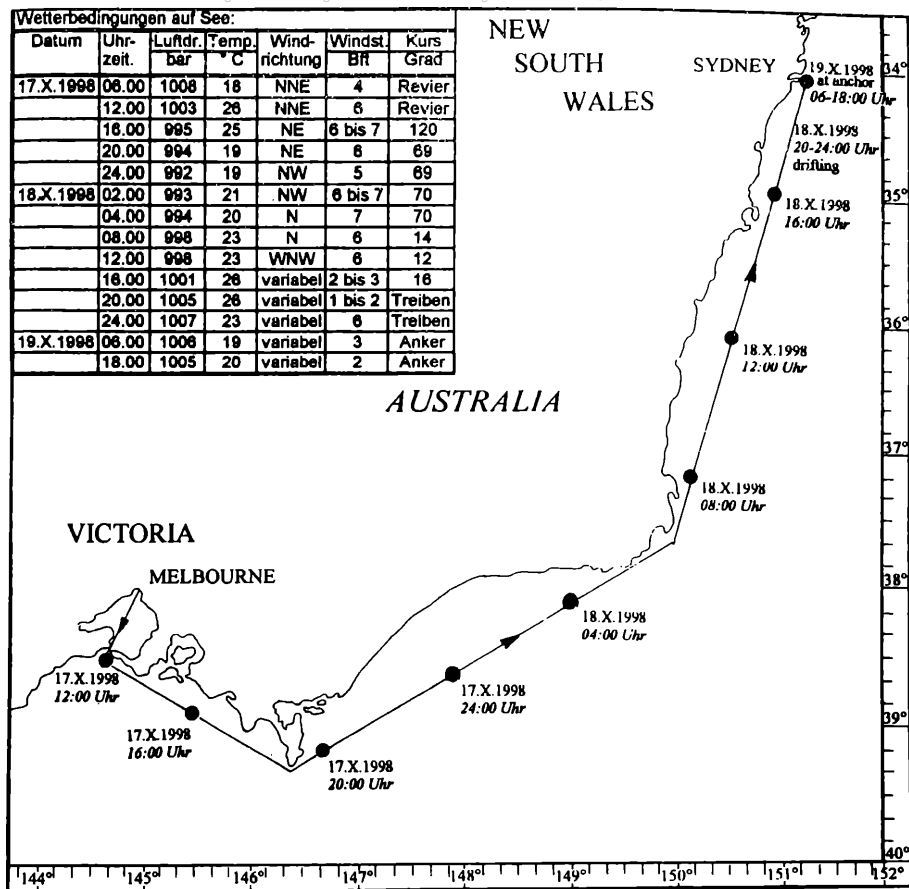 Wetterbedingungen auf See:
Datum Uhr-zeit. Luftdr. bar Temp. °C Wind-richtung Windst. Bft Kurs Grad
17.X.1998 06.00 1008 18 NNE 4 Revier
12.00 1003 26 NNE 6 Revier
16.00 995 25 NE 6 bis 7 120
20.00 994 19 NE 6 69
24.00 992 19 NW 5 69
18.X.1998 02.00 993 21 NW 6 bis 7 70
04.00 994 20 N 7 70
08.00 998 23 N 6 14
12.00 998 23 WNW 6 12
16.00 1001 26 variabel 2 bis 3 16
20.00 1005 26 variabel 1 bis 2 Treiben
24.00 1007 23 variabel 6 Treiben
19.X.1998 06.00 1006 19 variabel 3 Anker
18.00 1005 20 variabel 2 Anker
NEW
SOUTH
WALES
SYDNEY
19.X.1998
at anchor
06-18:00 Uhr
18.X.1998
20-24:00 Uhr
drifting
18.X.1998
16:00 Uhr
18.X.1998
12:00 Uhr
AUSTRALIA
18.X.1998
08:00 Uhr
VICTORIA
MELBOURNE
18.X.1998
04:00 Uhr
17.X.1998
12:00 Uhr
17.X.1998
24:00 Uhr
17.X.1998
16:00 Uhr
17.X.1998
20:00 Uhr
34°
35°
36°
37°
38°
39°
40°
144° 145° 146° 147° 148° 149° 150° 151° 152°